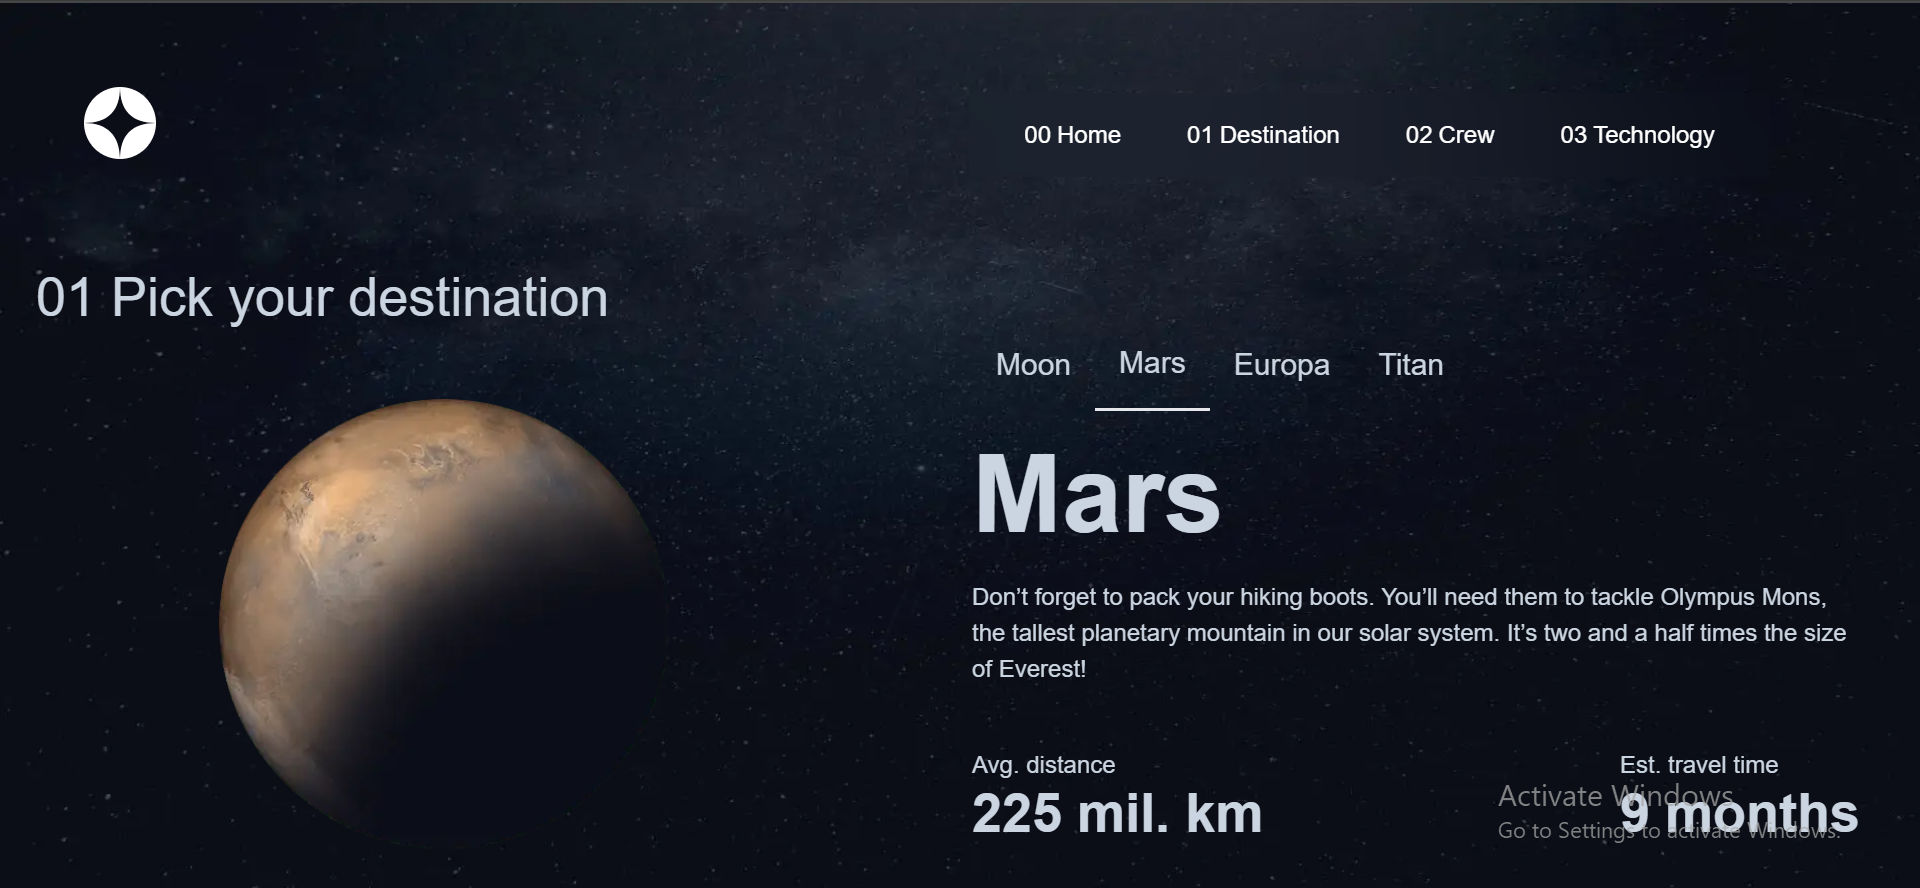 00 Home 01 Destination 02 Crew 03 Technology
01 Pick your destination
Moon Mars Europa Titan
Mars
Don’t forget to pack your hiking boots. You’ll need them to tackle Olympus Mons,
the tallest planetary mountain in our solar system. It’s two and a half times the size
of Everest!
Avg. distance
225 mil. km
Est. travel time
9 months
Activate Windows
Go to Settings to activate Windows.